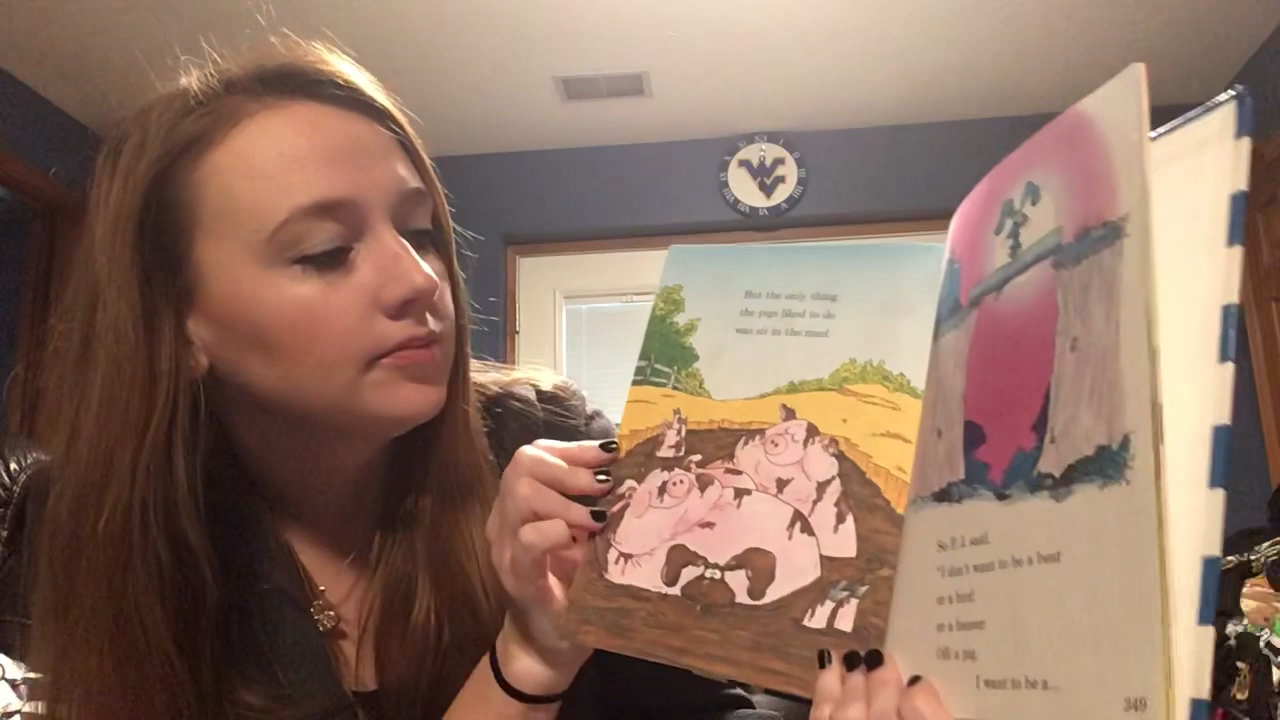 WV
But the only thing
the pigs liked to do
was sit in the mud.
So P. J. said,
"I don't want to be a bear
or a bird
or a beaver
OR a pig.
I want to be a...
349